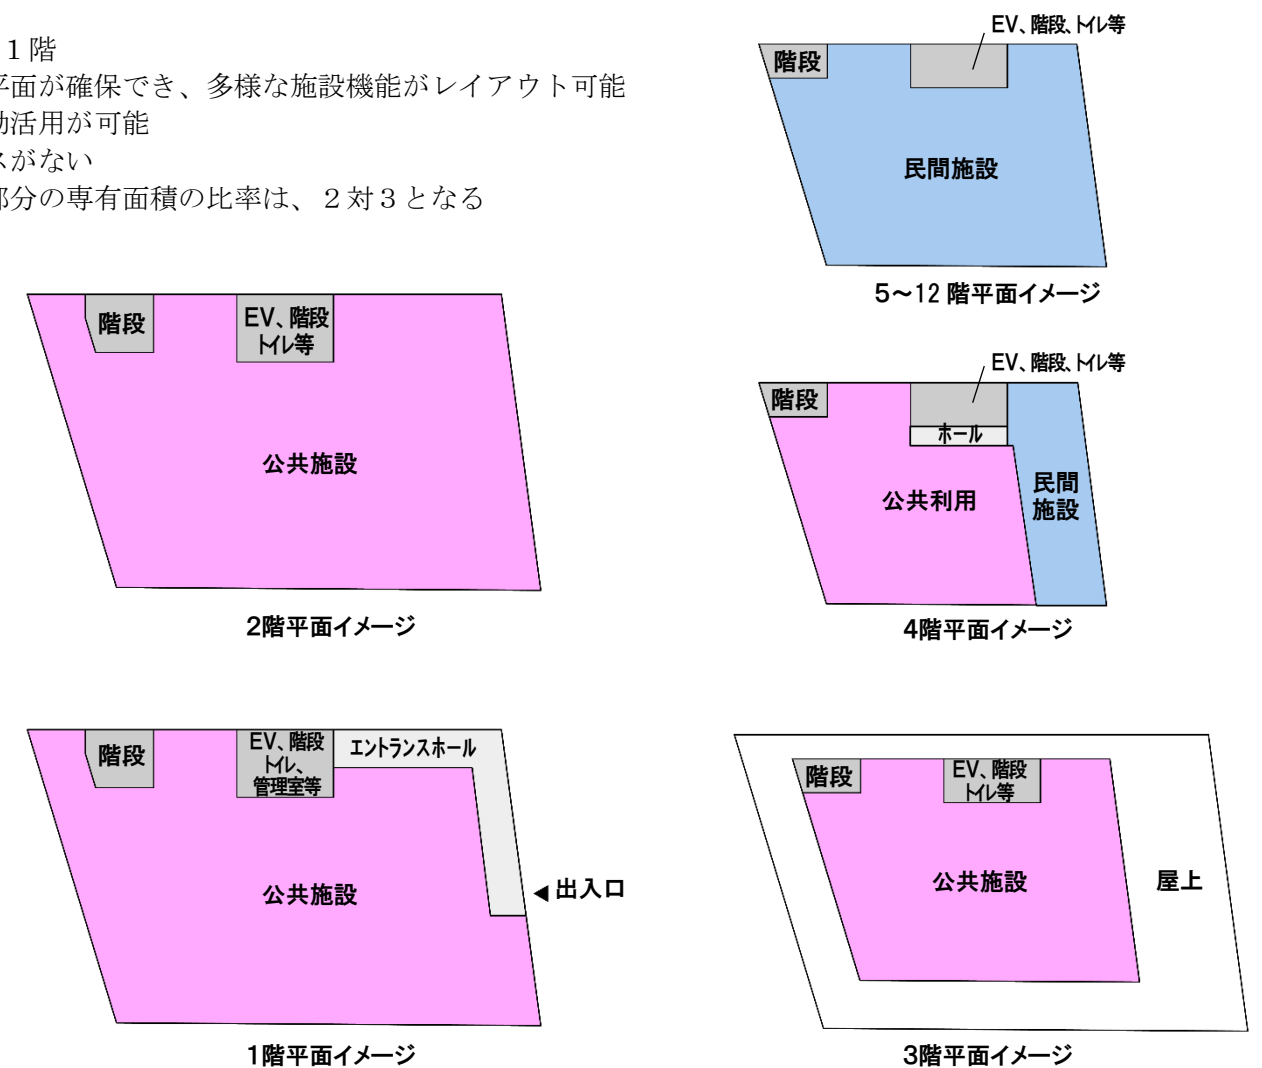 １階
平面が確保でき、多様な施設機能がレイアウト可能
活用が可能
がない
部分の専有面積の比率は、２対３となる
EV、階段、トイレ等
階段
民間施設
5～12 階平面イメージ
階段
EV、階段
トイレ等
公共施設
2階平面イメージ
EV、階段、トイレ等
階段
ホール
公共利用
民間
施設
4階平面イメージ
階段
EV、階段
トイレ、
管理室等
エントランスホール
公共施設
出入口
1階平面イメージ
階段
EV、階段
トイレ等
公共施設
屋上
3階平面イメージ